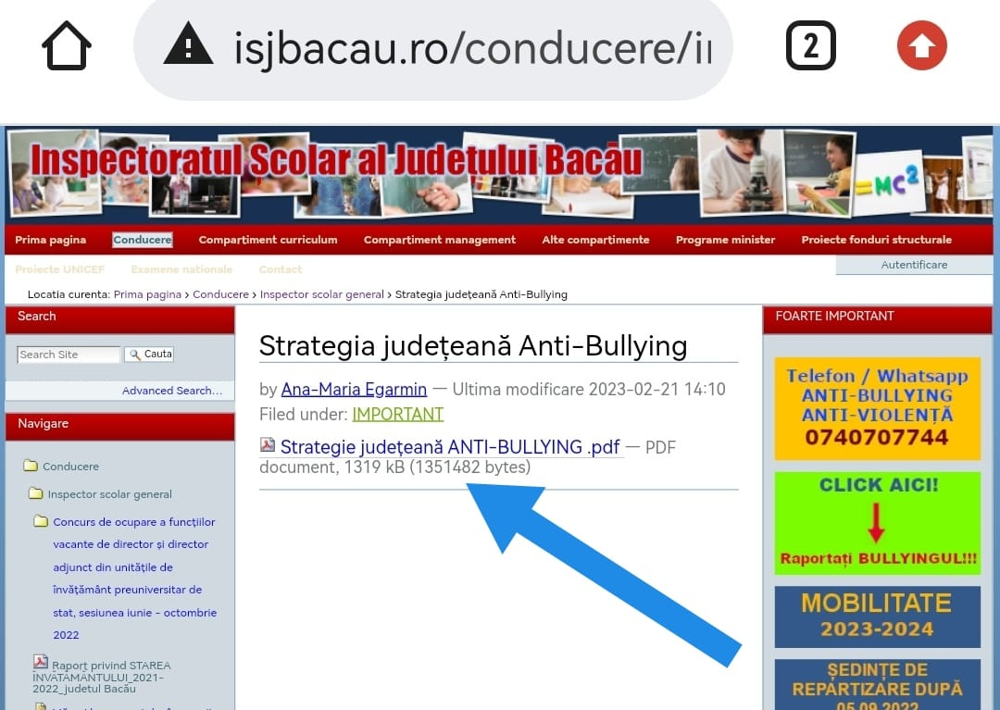 isjbacau.ro/conducere/i
2
Inspectoratul Școlar al Județului Bacău
=MC²
Prima pagina Conducere Compartiment curriculum Compartiment management Alte compartimente Programe minister Proiecte fonduri structurale
Proiecte UNICEF Examene nationale Contact
Autentificare
Locatia curenta: Prima pagina › Conducere › Inspector scolar general › Strategia județeană Anti-Bullying
Search
Search Site Cauta
Advanced Search…
Navigare
Conducere
Inspector scolar general
Concurs de ocupare a funcțiilor
vacante de director și director
adjunct din unitățile de
învățământ preuniversitar de
stat, sesiunea iunie - octombrie
2022
Raport privind STAREA
ÎNVĂȚĂMÂNTULUI_2021-
2022_judetul Bacău
Strategia județeană Anti-Bullying
by Ana-Maria Egarmin — Ultima modificare 2023-02-21 14:10
Filed under: IMPORTANT
Strategie județeană ANTI-BULLYING .pdf — PDF
document, 1319 kB (1351482 bytes)
FOARTE IMPORTANT
Telefon / Whatsapp
ANTI-BULLYING
ANTI-VIOLENȚĂ
0740707744
CLICK AICI!
Raportați BULLYINGUL!!!
MOBILITATE
2023-2024
ȘEDINȚE DE
REPARTIZARE DUPĂ
05.09.2022